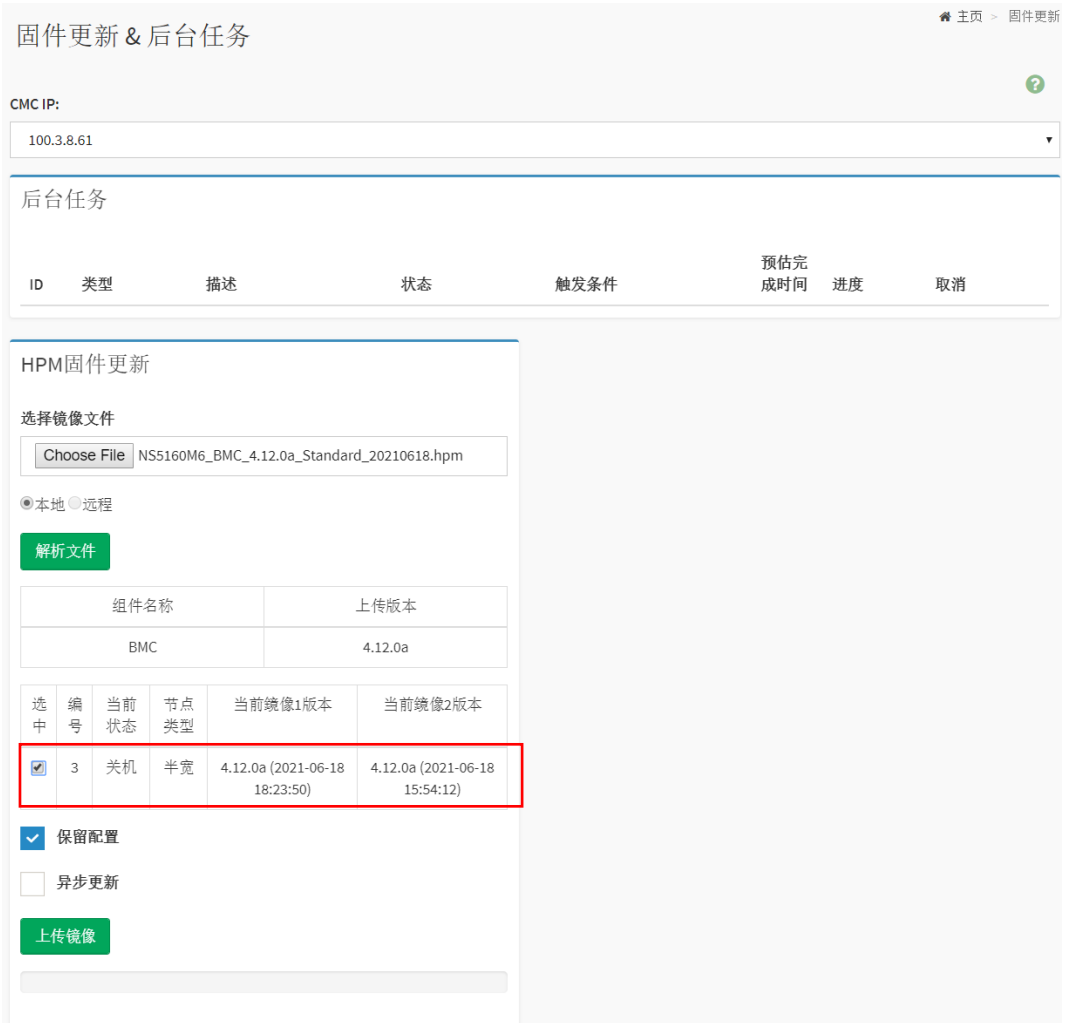 主页 > 固件更新
固件更新 & 后台任务
CMC IP:
100.3.8.61
后台任务
ID 类型 描述 状态 触发条件 预估完成时间 进度 取消
HPM固件更新
选择镜像文件
Choose File NS5160M6_BMC_4.12.0a_Standard_20210618.hpm
本地 远程
解析文件
组件名称 上传版本
BMC 4.12.0a
选中 编号 当前状态 节点类型 当前镜像1版本 当前镜像2版本
3 关机 半宽 4.12.0a (2021-06-18 18:23:50) 4.12.0a (2021-06-18 15:54:12)
保留配置
异步更新
上传镜像